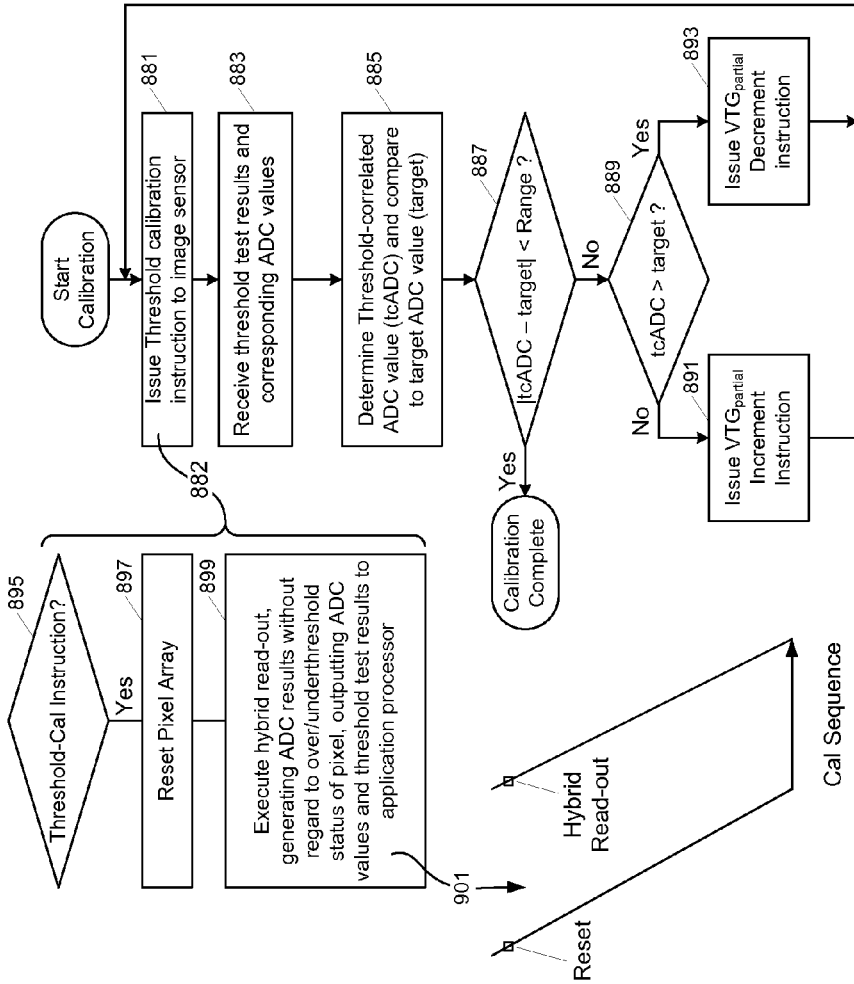 Start
Calibration
881
Issue Threshold calibration
instruction to image sensor
882
883
Receive threshold test results and
corresponding ADC values
885
Determine Threshold-correlated
ADC value (tcADC) and compare
to target ADC value (target)
887
|tcADC – target| < Range ?
Yes
Calibration
Complete
No
889
tcADC > target ?
No
Yes
891
Issue VTGpartial
Increment
Instruction
893
Issue VTGpartial
Decrement
instruction
895
Threshold-Cal Instruction?
Yes
897
Reset Pixel Array
899
Execute hybrid read-out,
generating ADC results without
regard to over/underthreshold
status of pixel, outputting ADC
values and threshold test results to
application processor
901
Reset
Hybrid
Read-out
Cal Sequence